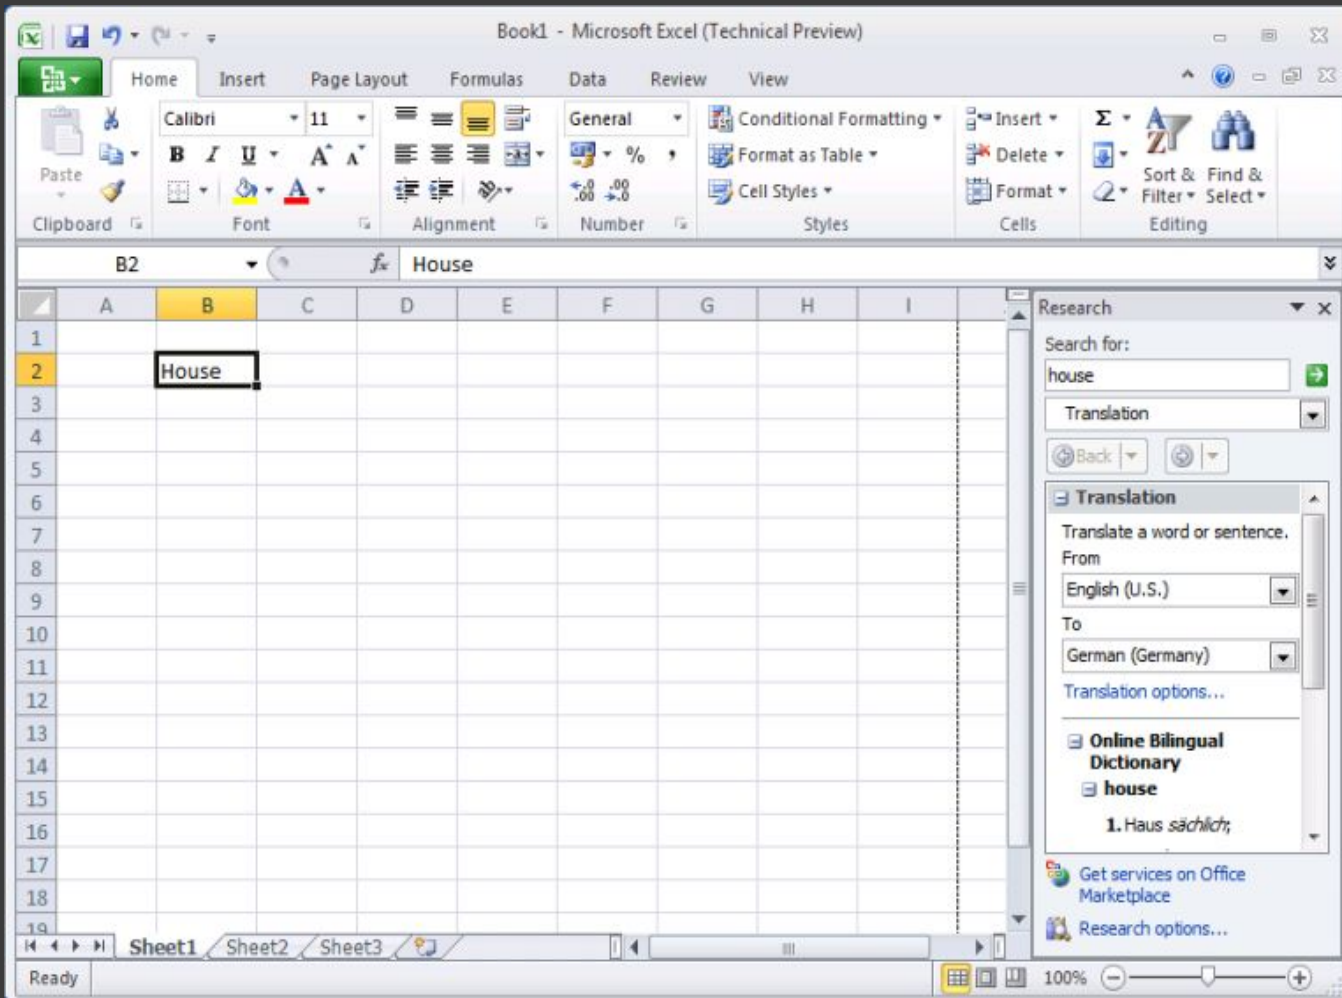 Book1 - Microsoft Excel (Technical Preview)
Home Insert Page Layout Formulas Data Review View
Paste
Clipboard
Calibri 11
B I U A A
A
Font
Alignment
General
% ,
.0 .00
.00 .0
Number
Conditional Formatting
Format as Table
Cell Styles
Styles
Insert
Delete
Format
Cells
Σ
A
Z
Sort & Filter
Find & Select
Editing
B2 fx House
A B C D E F G H I
1
2 House
3
4
5
6
7
8
9
10
11
12
13
14
15
16
17
18
19
Research
Search for:
house
Translation
Back
Translation
Translate a word or sentence.
From
English (U.S.)
To
German (Germany)
Translation options...
Online Bilingual
Dictionary
house
1. Haus sächlich;
Get services on Office
Marketplace
Research options...
Sheet1 Sheet2 Sheet3
Ready 100%